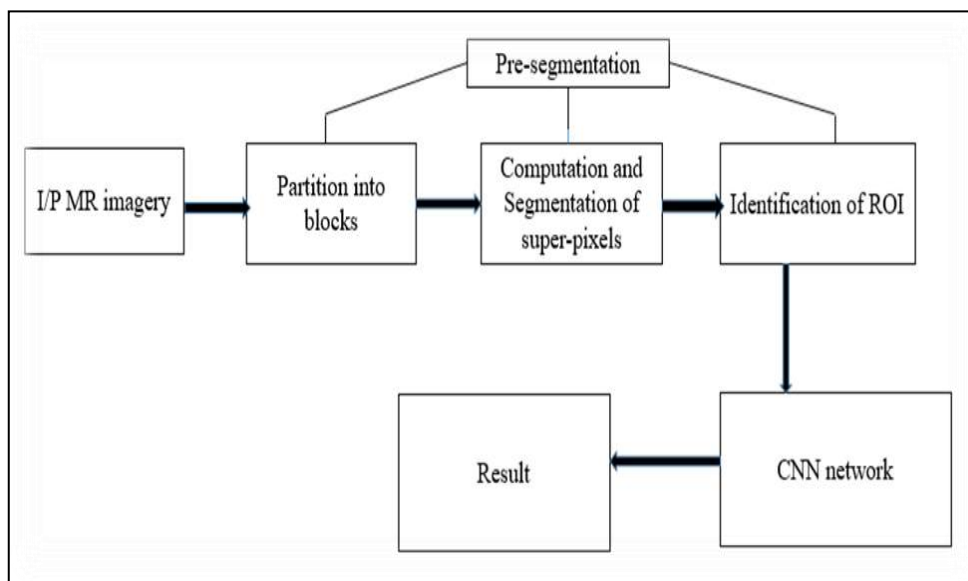 Pre-segmentation
I/P MR imagery
Partition into
blocks
Computation and
Segmentation of
super-pixels
Identification of ROI
CNN network
Result